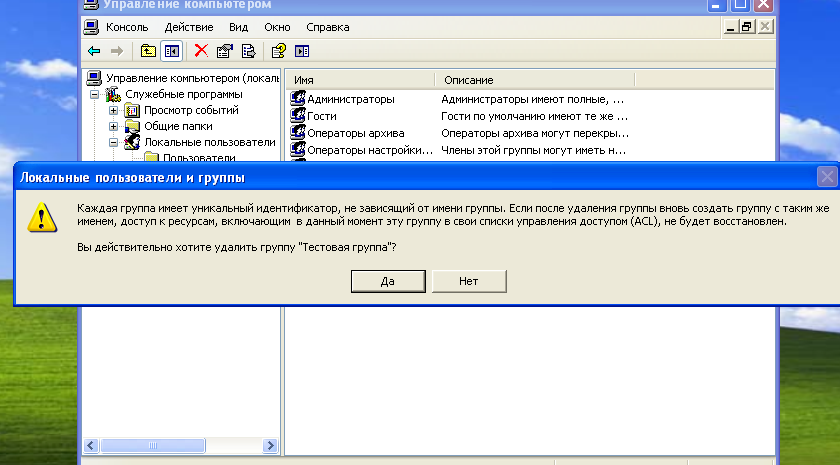 Управление компьютером
Консоль Действие Вид Окно Справка
Управление компьютером (локаль
Служебные программы
Просмотр событий
Общие папки
Локальные пользователи
Пользователи
Имя Описание
Администраторы Администраторы имеют полные, ...
Гости Гости по умолчанию имеют те же ...
Операторы архива Операторы архива могут перекры...
Операторы настройки... Члены этой группы могут иметь н...
Локальные пользователи и группы
Каждая группа имеет уникальный идентификатор, не зависящий от имени группы. Если после удаления группы вновь создать группу с таким же
именем, доступ к ресурсам, включающим в данный момент эту группу в свои списки управления доступом (ACL), не будет восстановлен.
Вы действительно хотите удалить группу "Тестовая группа"?
Да Нет